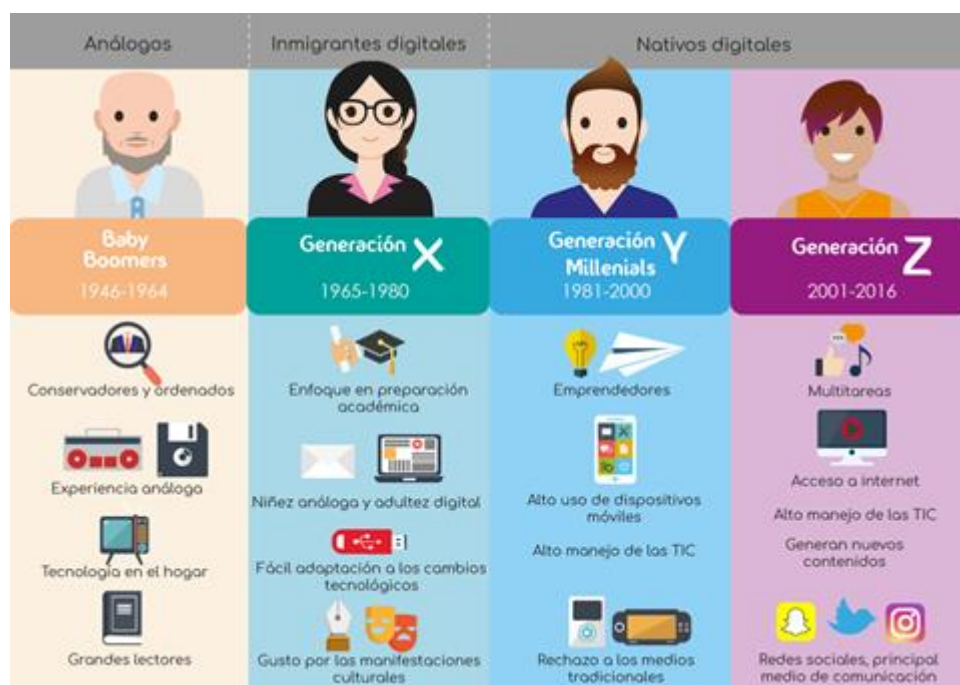 Análogos
Inmigrantes digitales
Nativos digitales
Baby
Boomers
1946-1964
Generación X
1965-1980
Generación Y
Millenials
1981-2000
Generación Z
2001-2016
Conservadores y ordenados
Experiencia análoga
Tecnología en el hogar
Grandes lectores
Enfoque en preparación
académica
Niñez análoga y adultez digital
Fácil adaptación a los cambios
tecnológicos
Gusto por las manifestaciones
culturales
Emprendedores
Alto uso de dispositivos
móviles
Alto manejo de las TIC
Rechazo a los medios
tradicionales
Multitareas
Acceso a internet
Alto manejo de las TIC
Generan nuevos
contenidos
Redes sociales, principal
medio de comunicación